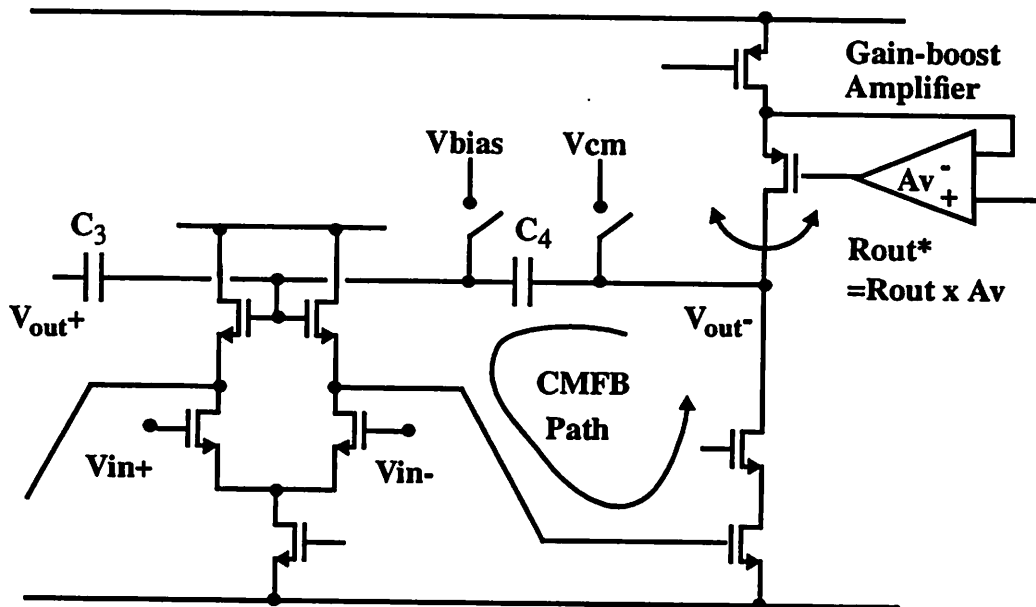 Gain-boost
Amplifier
Vbias
Vcm
Av
-
+
C3
C4
Rout*
=Rout x Av
Vout+
Vout-
CMFB
Path
Vin+
Vin-